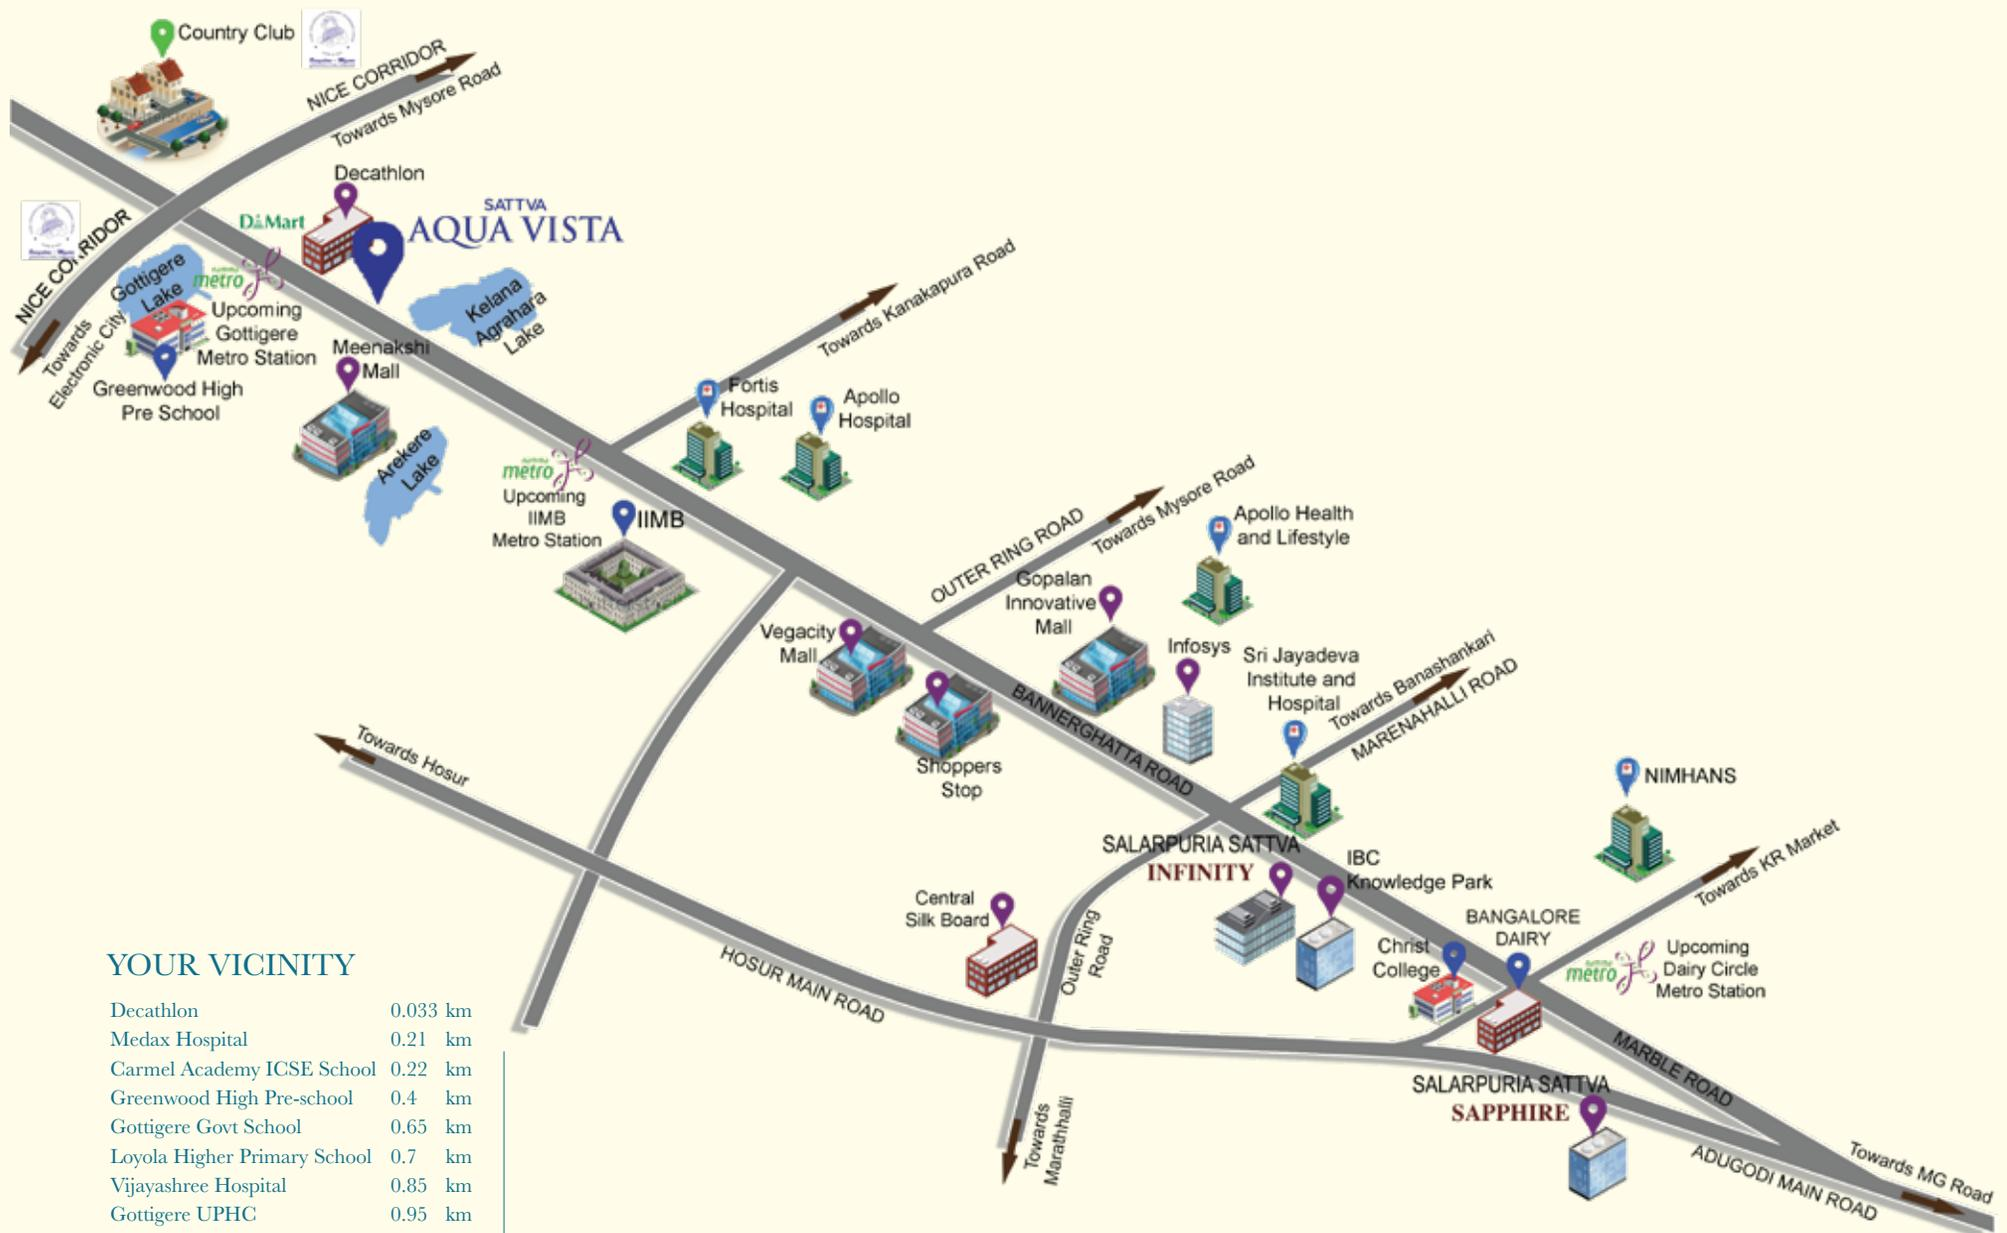 Country Club
NICE CORRIDOR
Towards Mysore Road
Decathlon
SATTVA
AQUA VISTA
D Mart
NICE CORRIDOR
Towards
Electronic City
Gottigere
Lake
metro
Upcoming
Gottigere
Metro Station
Greenwood High
Pre School
Kelana
Agrahara
Lake
Meenakshi
Mall
Arekere
Lake
Towards Kanakapura Road
Fortis
Hospital
Apollo
Hospital
metro
Upcoming
IIMB
Metro Station
IIMB
OUTER RING ROAD
Towards Mysore Road
Apollo Health
and Lifestyle
Gopalan
Innovative
Mall
Vegacity
Mall
Infosys
Sri Jayadeva
Institute and
Hospital
Towards Banashankari
MARENAHALLI ROAD
BANNERGHATTA ROAD
Shoppers
Stop
Towards Hosur
NIMHANS
SALARPURIA SATTVA
INFINITY
IBC
Knowledge Park
Towards KR Market
Central
Silk Board
Outer Ring
Road
BANGALORE
DAIRY
Christ
College
metro
Upcoming
Dairy Circle
Metro Station
HOSUR MAIN ROAD
MARBLE ROAD
SALARPURIA SATTVA
SAPPHIRE
Towards
Marathhalli
ADUGODI MAIN ROAD
Towards MG Road
YOUR VICINITY
Decathlon 0.033 km
Medax Hospital 0.21 km
Carmel Academy ICSE School 0.22 km
Greenwood High Pre-school 0.4 km
Gottigere Govt School 0.65 km
Loyola Higher Primary School 0.7 km
Vijayashree Hospital 0.85 km
Gottigere UPHC 0.95 km